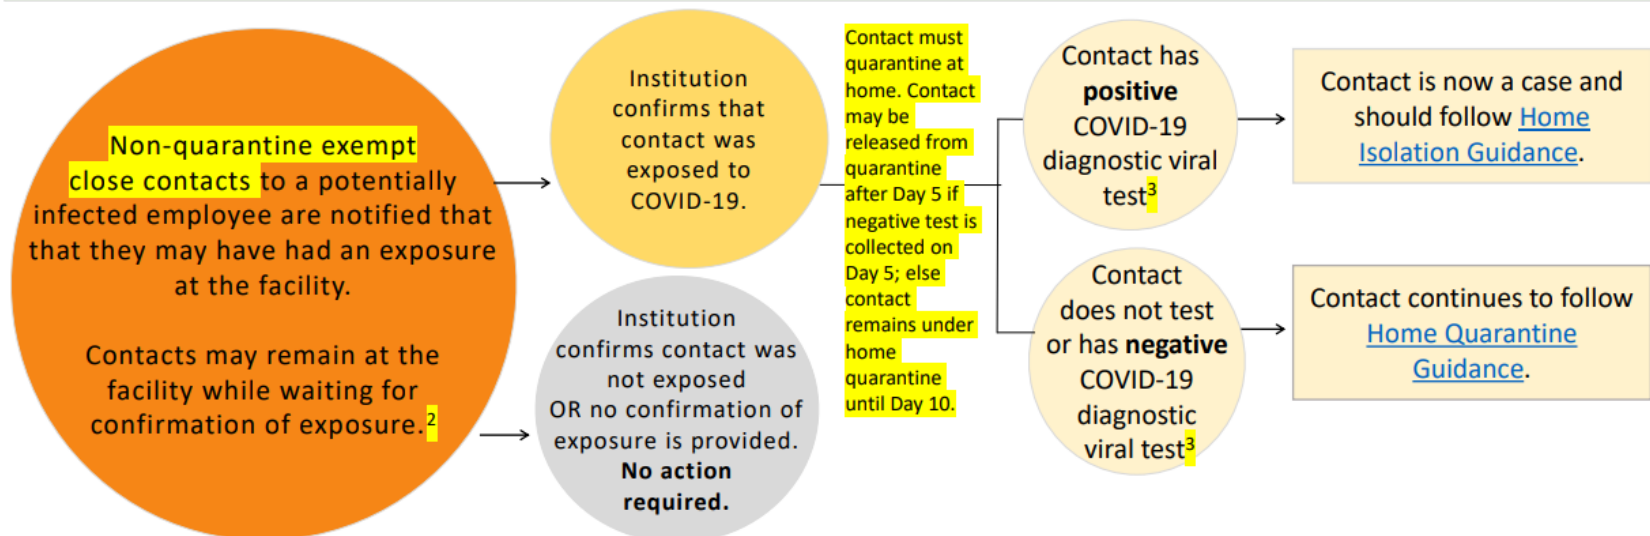 Non-quarantine exempt
close contacts to a potentially
infected employee are notified that
that they may have had an exposure
at the facility.
Contacts may remain at the
facility while waiting for
confirmation of exposure.2
Institution
confirms that
contact was
exposed to
COVID-19.
Institution
confirms contact was
not exposed
OR no confirmation of
exposure is provided.
No action
required.
Contact must
quarantine at
home. Contact
may be
released from
quarantine
after Day 5 if
negative test is
collected on
Day 5; else
contact
remains under
home
quarantine
until Day 10.
Contact has
positive
COVID-19
diagnostic viral
test3
Contact is now a case and
should follow Home
Isolation Guidance.
Contact
does not test
or has negative
COVID-19
diagnostic
viral test3
Contact continues to follow
Home Quarantine
Guidance.